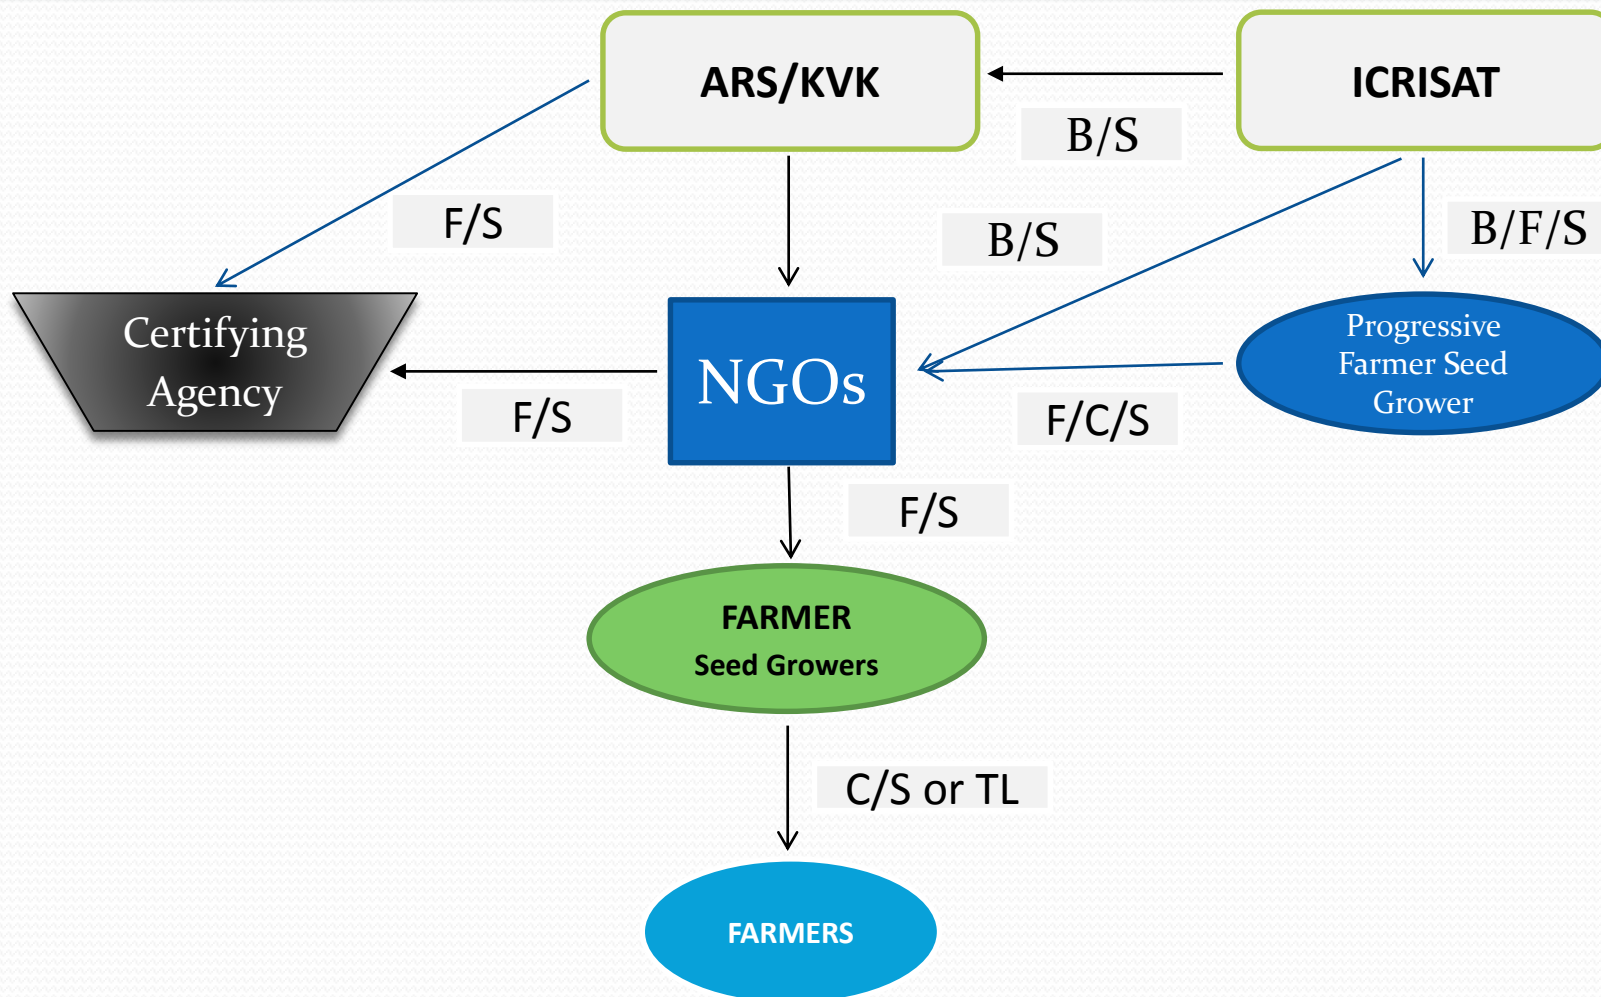 ARS/KVK
ICRISAT
B/S
F/S
B/S
B/F/S
Certifying
Agency
NGOs
Progressive
Farmer Seed
Grower
F/S
F/C/S
F/S
FARMER
Seed Growers
C/S or TL
FARMERS